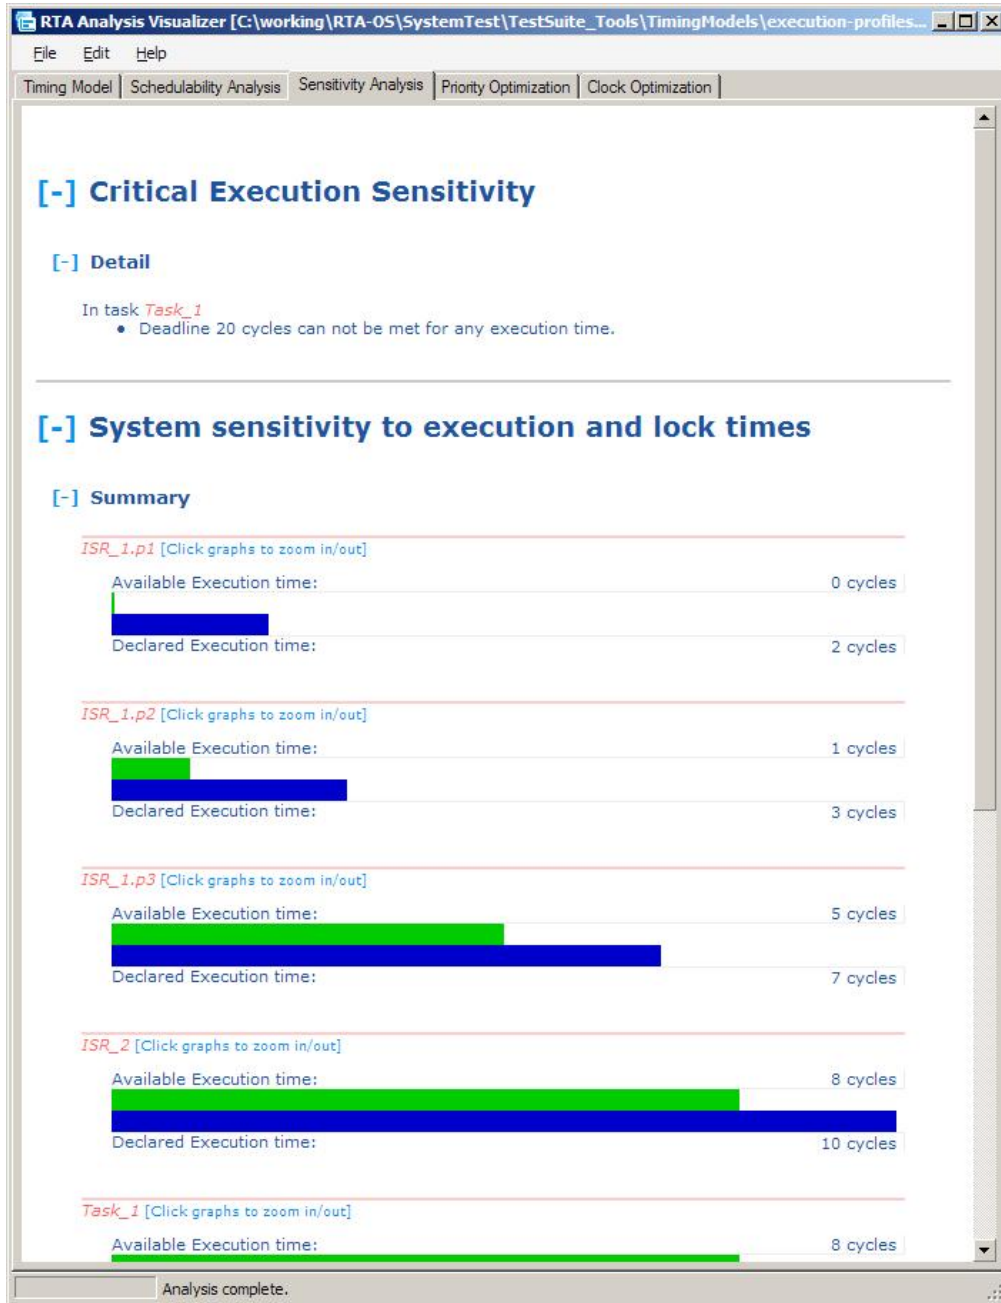 RTA Analysis Visualizer [C:\working\RTA-OS\SystemTest\TestSuite_Tools\TimingModels\execution-profiles...
File Edit Help
Timing Model Schedulability Analysis Sensitivity Analysis Priority Optimization Clock Optimization
[-] Critical Execution Sensitivity
[-] Detail
In task Task_1
• Deadline 20 cycles can not be met for any execution time.
[-] System sensitivity to execution and lock times
[-] Summary
ISR_1.p1 [Click graphs to zoom in/out]
Available Execution time: 0 cycles
Declared Execution time: 2 cycles
ISR_1.p2 [Click graphs to zoom in/out]
Available Execution time: 1 cycles
Declared Execution time: 3 cycles
ISR_1.p3 [Click graphs to zoom in/out]
Available Execution time: 5 cycles
Declared Execution time: 7 cycles
ISR_2 [Click graphs to zoom in/out]
Available Execution time: 8 cycles
Declared Execution time: 10 cycles
Task_1 [Click graphs to zoom in/out]
Available Execution time: 8 cycles
Analysis complete.